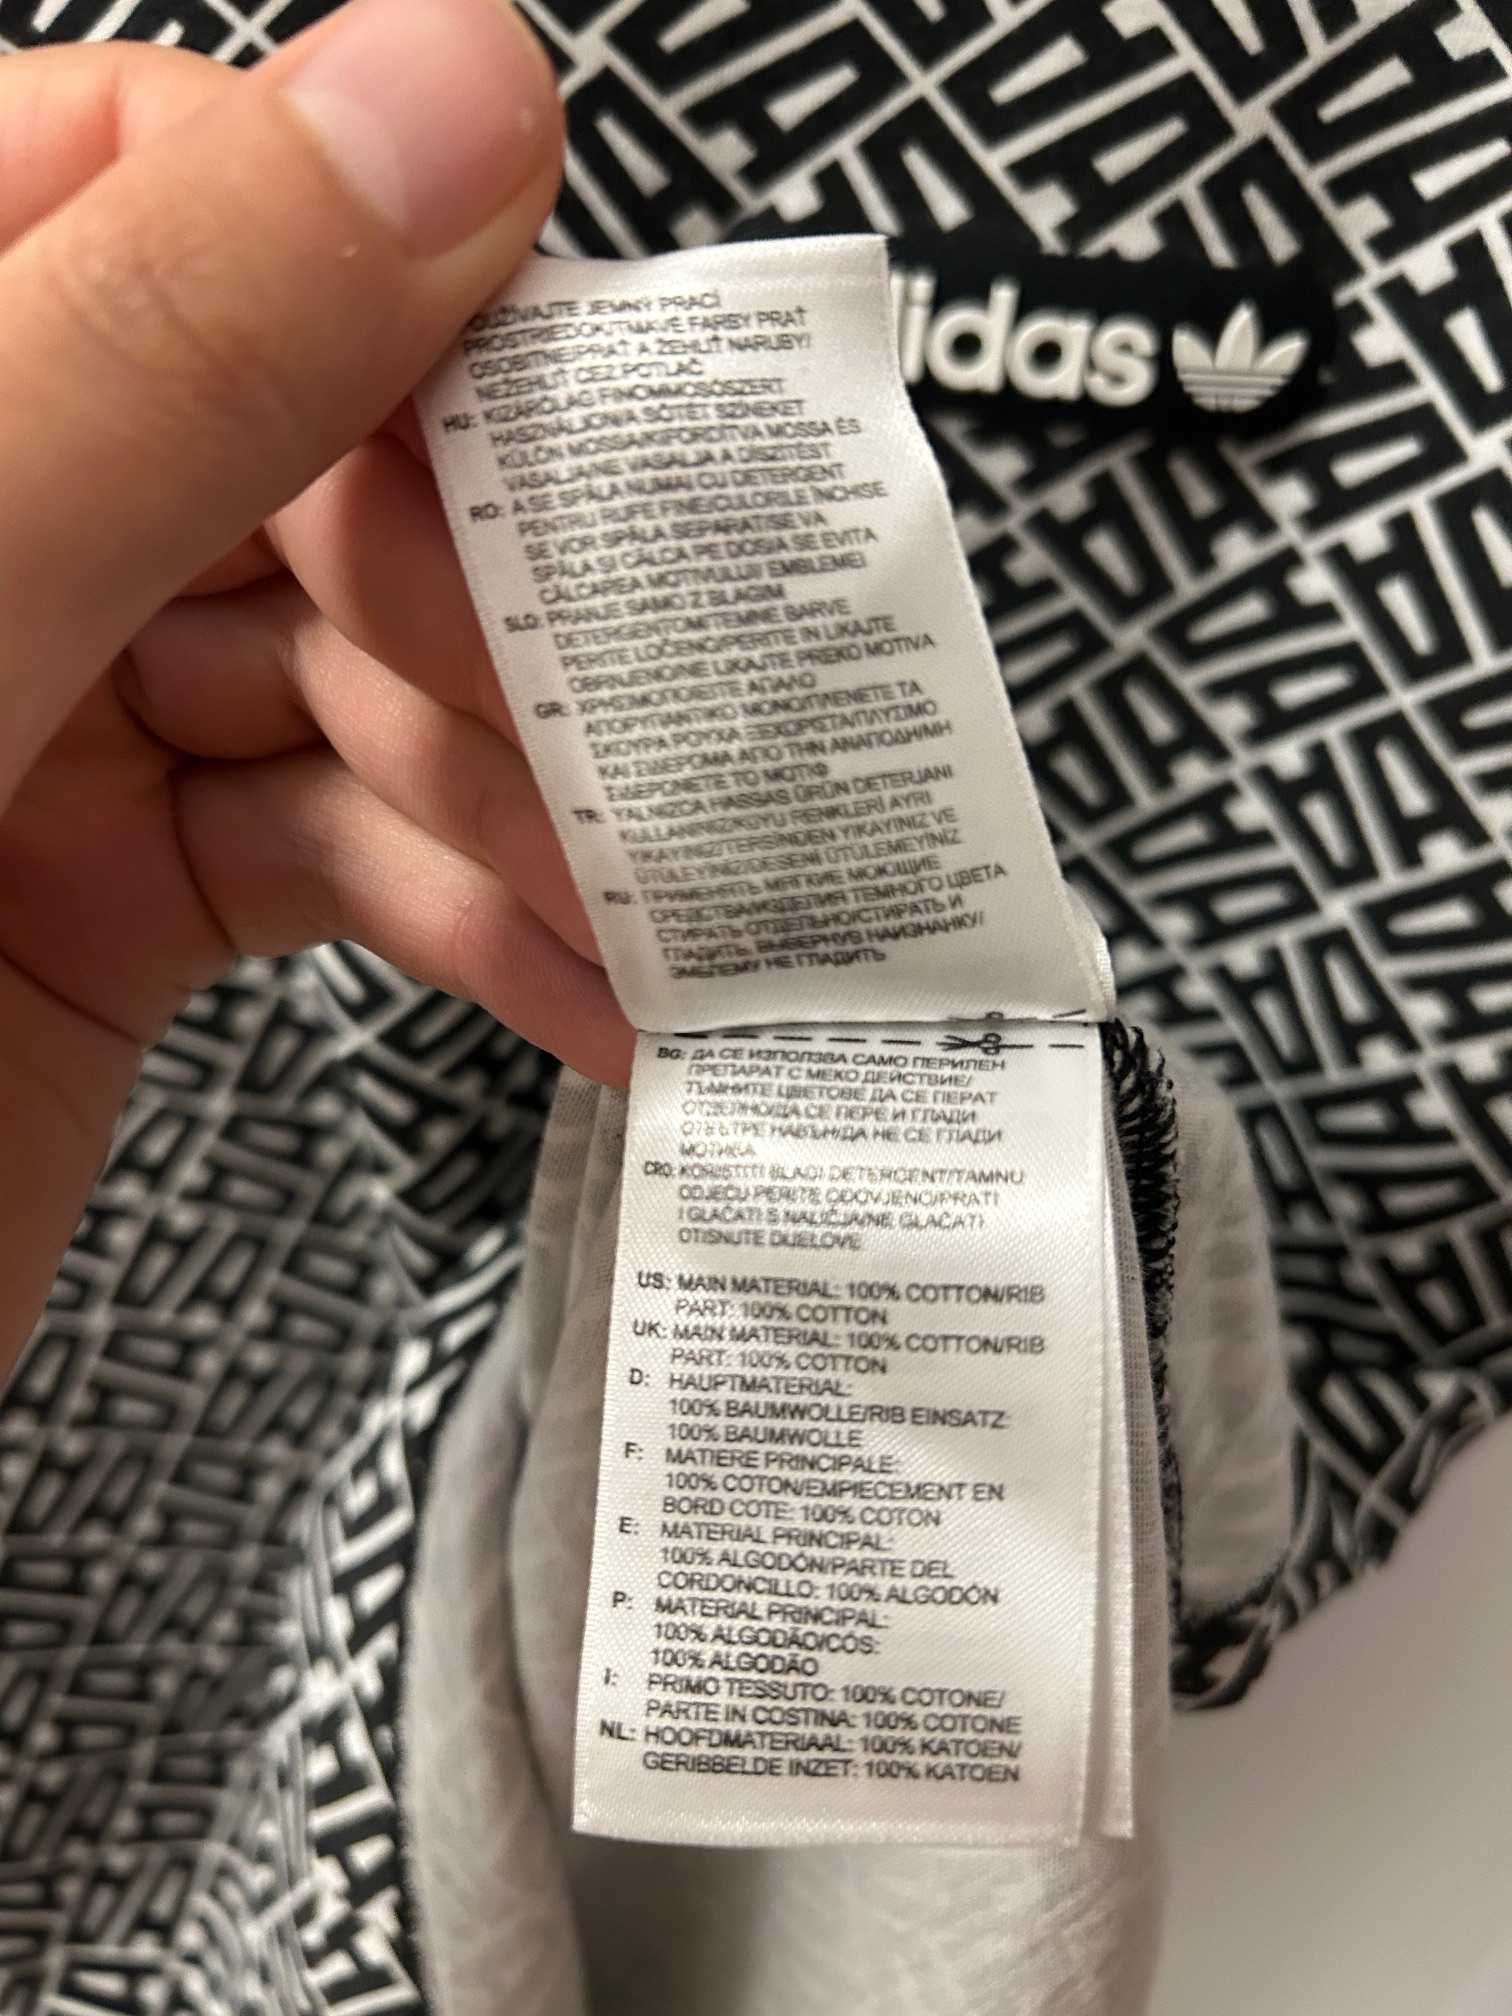 adidas
POUŽÍVAJTE JEMNÝ PRACÍ
PROSTRIEDOK/TMAVÉ FARBY PRAŤ
OSOBITNE/PRAŤ A ŽEHLIŤ NARUBY/
NEŽEHLIŤ CEZ POTLAČ
HU: KIZÁRÓLAG FINOMMOSÓSZERT
HASZNÁLJON/A SÖTÉT SZÍNEKET
KÜLÖN MOSSA/KIFORDÍTVA MOSSA ÉS
VASALJA/NE VASALJA A DÍSZÍTÉST
RO: A SE SPĂLA NUMAI CU DETERGENT
PENTRU RUFE FINE/CULORILE ÎNCHISE
SE VOR SPĂLA SEPARAT/SE VA
SPĂLA ȘI CĂLCA PE DOS/A SE EVITA
CĂLCAREA MOTIVULUI/ EMBLEMEI
SLO: PRANJE SAMO Z BLAGIM
DETERGENTOM/TEMNE BARVE
PERITE LOČENO/PERITE IN LIKAJTE
OBRNJENO/NE LIKAJTE PREKO MOTIVA
GR: ΧΡΗΣΙΜΟΠΟΙΕΙΤΕ ΑΠΑΛΟ
ΑΠΟΡΥΠΑΝΤΙΚΟ ΜΟΝΟ/ΠΛΕΝΕΤΕ ΤΑ
ΣΚΟΥΡΑ ΡΟΥΧΑ ΞΕΧΩΡΙΣΤΑ/ΠΛΥΣΙΜΟ
ΚΑΙ ΣΙΔΕΡΩΜΑ ΑΠΟ ΤΗΝ ΑΝΑΠΟΔΗ/ΜΗ
ΣΙΔΕΡΩΝΕΤΕ ΤΟ ΜΟΤΙΦ
TR: YALNIZCA HASSAS ÜRÜN DETERJANI
KULLANINIZ/KOYU RENKLERİ AYRI
YIKAYINIZ/TERSİNDEN YIKAYINIZ VE
ÜTÜLEYİNİZ/DESENİ ÜTÜLEMEYİNİZ
RU: ПРИМЕНЯТЬ МЯГКИЕ МОЮЩИЕ
СРЕДСТВА/ИЗДЕЛИЯ ТЕМНОГО ЦВЕТА
СТИРАТЬ ОТДЕЛЬНО/СТИРАТЬ И
ГЛАДИТЬ, ВЫВЕРНУВ НАИЗНАНКУ/
ЭМБЛЕМУ НЕ ГЛАДИТЬ
BG: ДА СЕ ИЗПОЛЗВА САМО ПЕРИЛЕН
ПРЕПАРАТ С МЕКО ДЕЙСТВИЕ/
ТЪМНИТЕ ЦВЕТОВЕ ДА СЕ ПЕРАТ
ОТДЕЛНО/ДА СЕ ПЕРЕ И ГЛАДИ
ОТВЪТРЕ НАВЪН/ДА НЕ СЕ ГЛАДИ
МОТИВА
CRO: KORISTITI BLAGI DETERGENT/TAMNU
ODJEĆU PERITE ODVOJENO/PRATI
I GLAČATI S NALIČJA/NE GLAČATI
OTISNUTE DIJELOVE
US: MAIN MATERIAL: 100% COTTON/RIB
PART: 100% COTTON
UK: MAIN MATERIAL: 100% COTTON/RIB
PART: 100% COTTON
D: HAUPTMATERIAL:
100% BAUMWOLLE/RIB EINSATZ:
100% BAUMWOLLE
F: MATIERE PRINCIPALE:
100% COTON/EMPIECEMENT EN
BORD COTE: 100% COTON
E: MATERIAL PRINCIPAL:
100% ALGODÓN/PARTE DEL
CORDONCILLO: 100% ALGODÓN
P: MATERIAL PRINCIPAL:
100% ALGODÃO/CÓS:
100% ALGODÃO
I: PRIMO TESSUTO: 100% COTONE/
PARTE IN COSTINA: 100% COTONE
NL: HOOFDMATERIAAL: 100% KATOEN/
GERIBBELDE INZET: 100% KATOEN